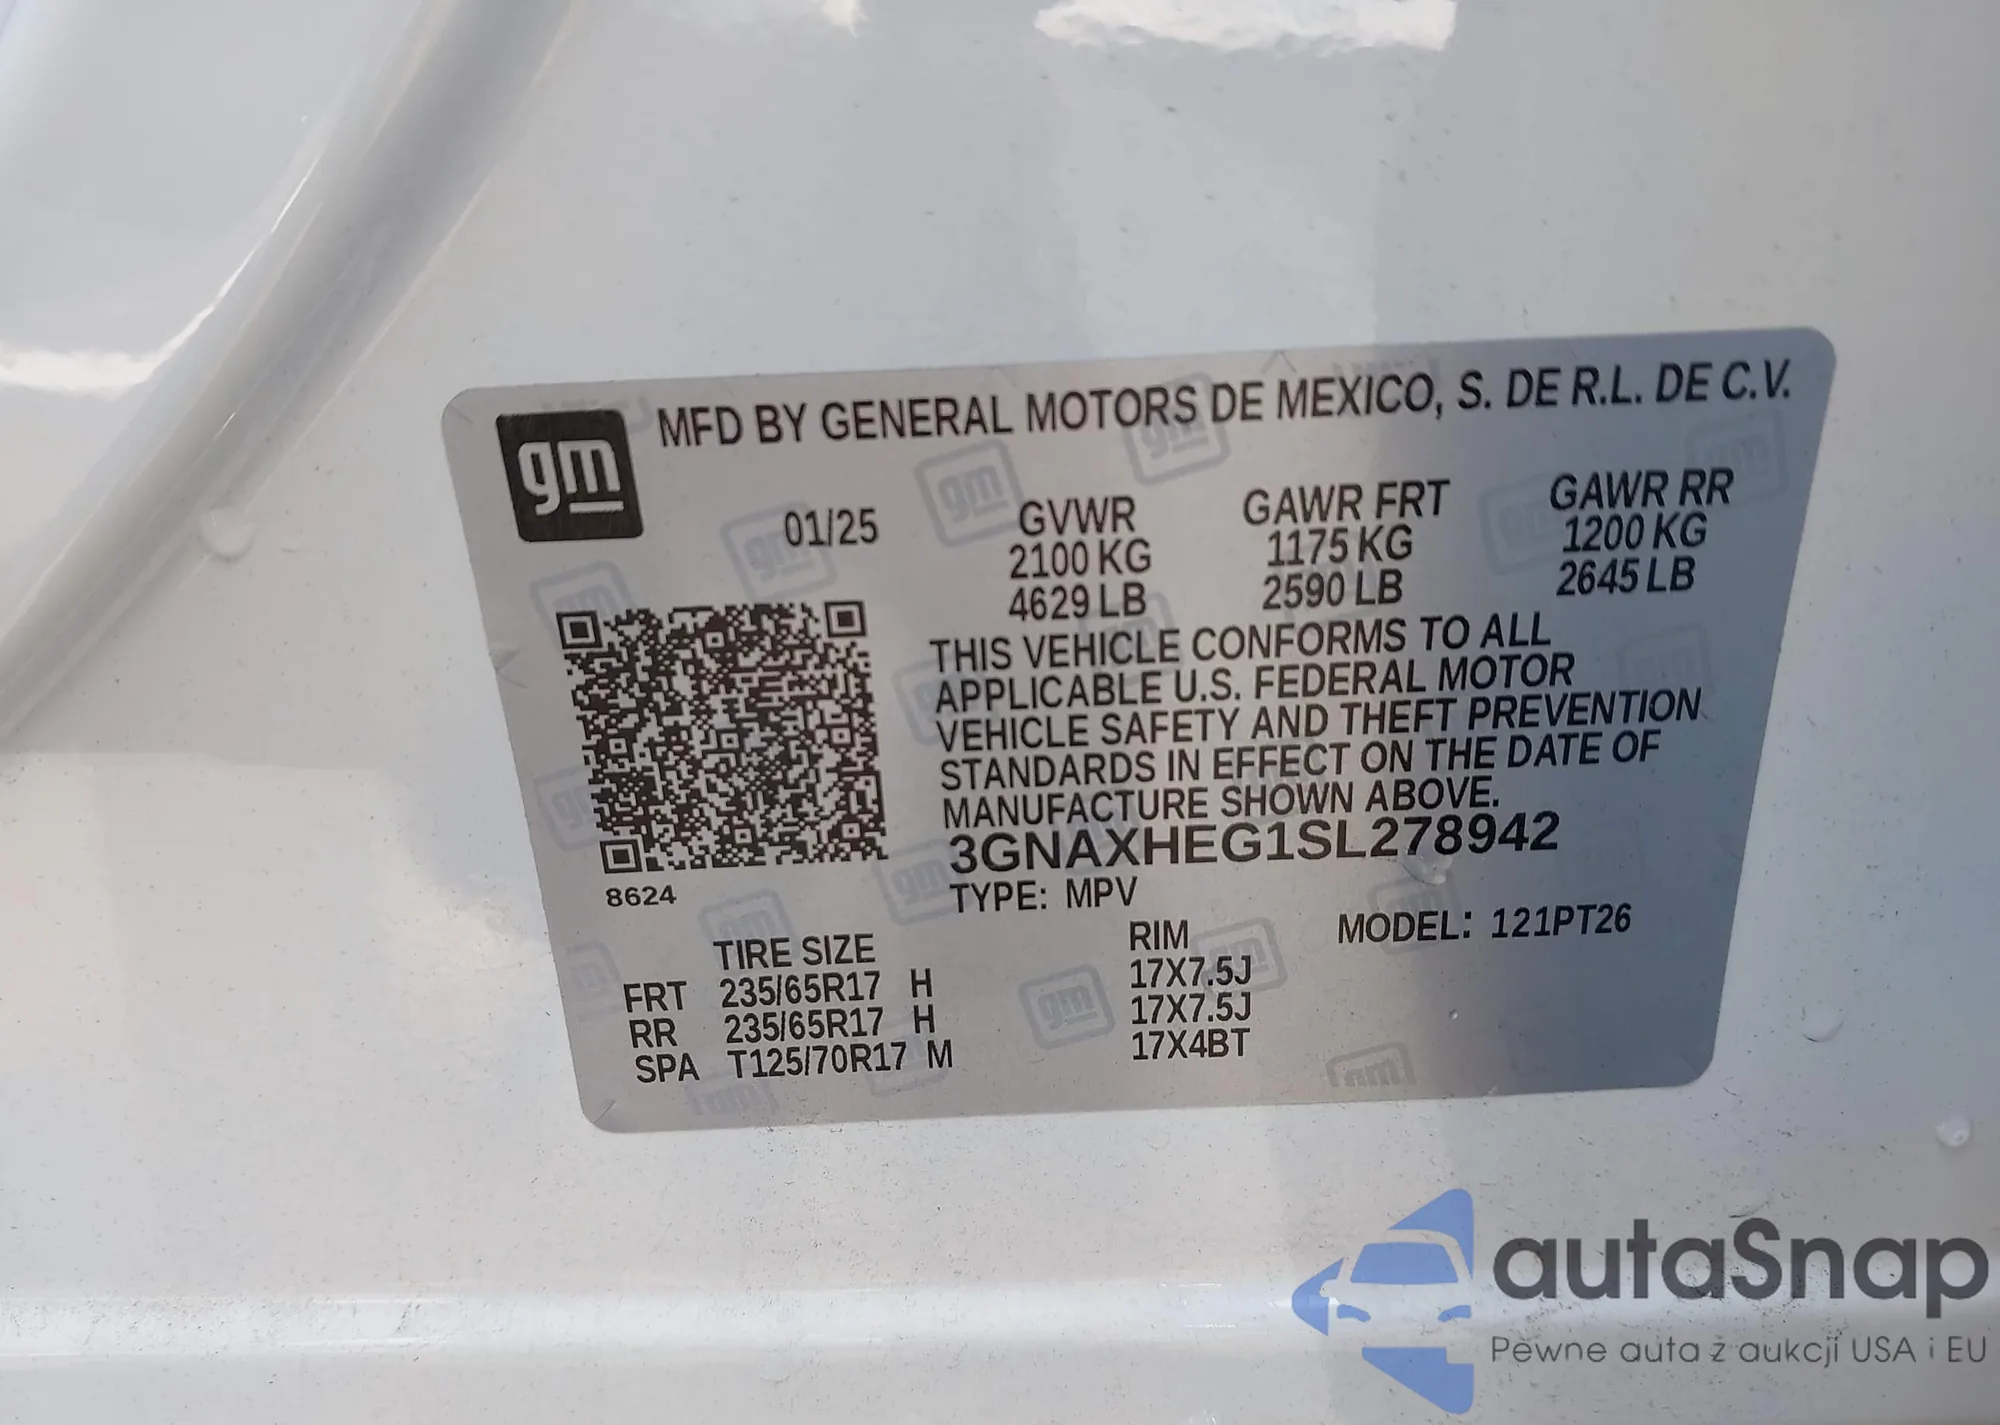 gm MFD BY GENERAL MOTORS DE MEXICO, S. DE R.L. DE C.V.
01/25 GVWR GAWR FRT GAWR RR
2100 KG 1175 KG 1200 KG
4629 LB 2590 LB 2645 LB
THIS VEHICLE CONFORMS TO ALL
APPLICABLE U.S. FEDERAL MOTOR
VEHICLE SAFETY AND THEFT PREVENTION
STANDARDS IN EFFECT ON THE DATE OF
MANUFACTURE SHOWN ABOVE.
3GNAXHEG1SL278942
8624 TYPE: MPV MODEL: 121PT26
TIRE SIZE RIM
FRT 235/65R17 H 17X7.5J
RR 235/65R17 H 17X7.5J
SPA T125/70R17 M 17X4BT
autaSnap
Pewne auta z aukcji USA i EU